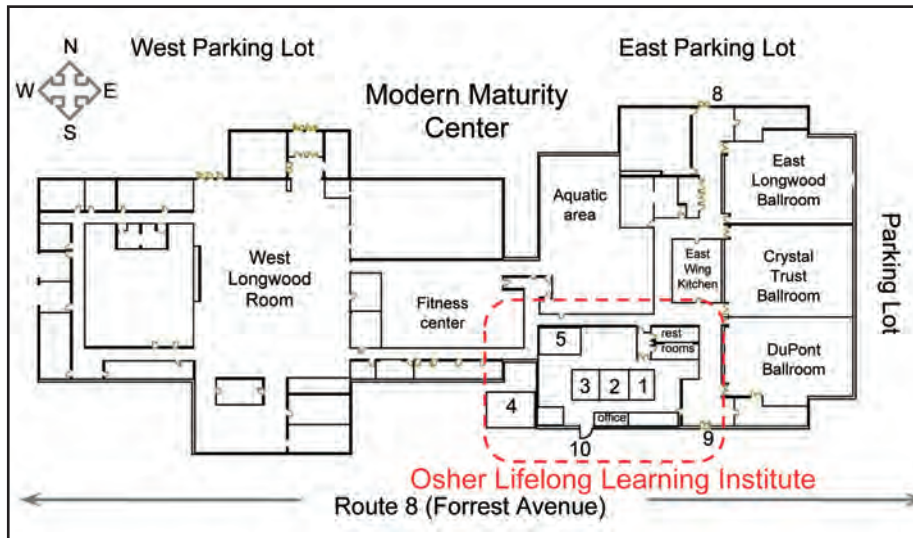 West Parking Lot
East Parking Lot
N
W
E
S
Modern Maturity
Center
8
East
Longwood
Ballroom
Aquatic
area
West
Longwood
Room
East
Wing
Kitchen
Crystal
Trust
Ballroom
Parking Lot
Fitness
center
5
rest
rooms
DuPont
Ballroom
3
2
1
4
office
10
9
Osher Lifelong Learning Institute
Route 8 (Forrest Avenue)